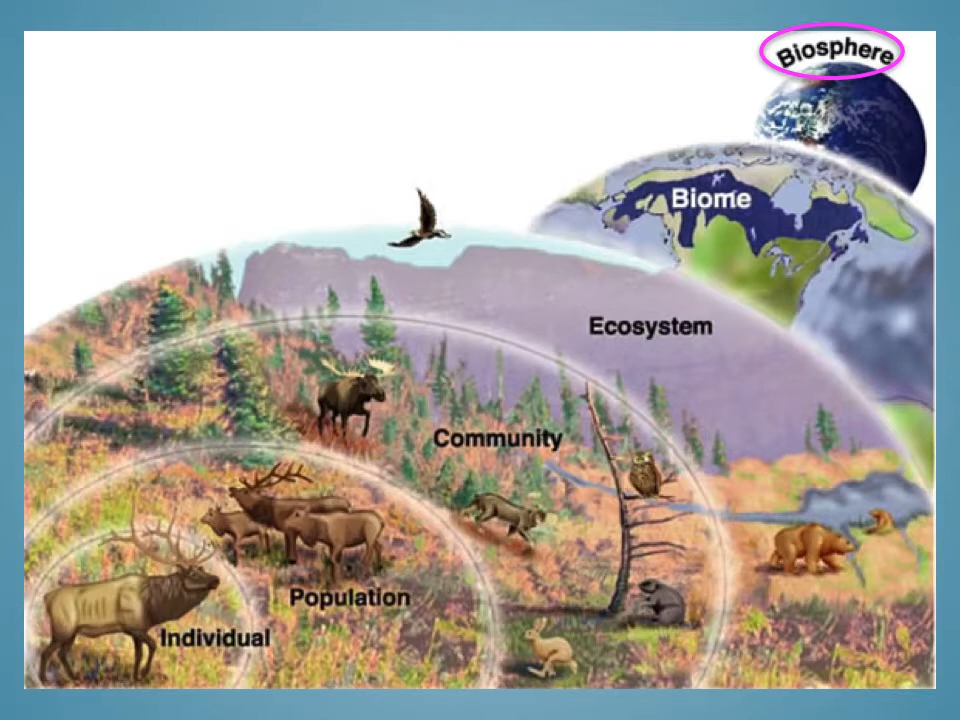 Biosphere
Biome
Ecosystem
Community
Population
Individual